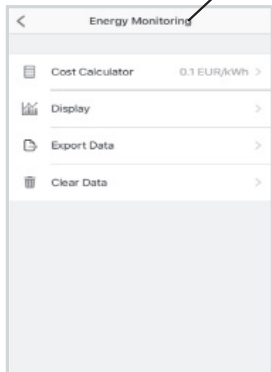 Energy Monitoring
Cost Calculator 0.1 EUR/kWh
Display
Export Data
Clear Data